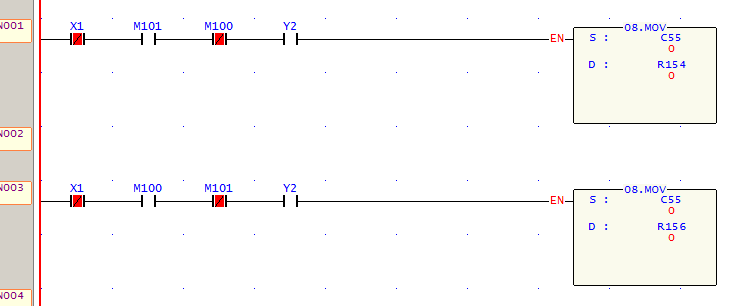 N001
X1 M101 M100 Y2
EN
08.MOV
S : C55
0
D : R154
0
N002
N003
X1 M100 M101 Y2
EN
08.MOV
S : C55
0
D : R156
0
N004